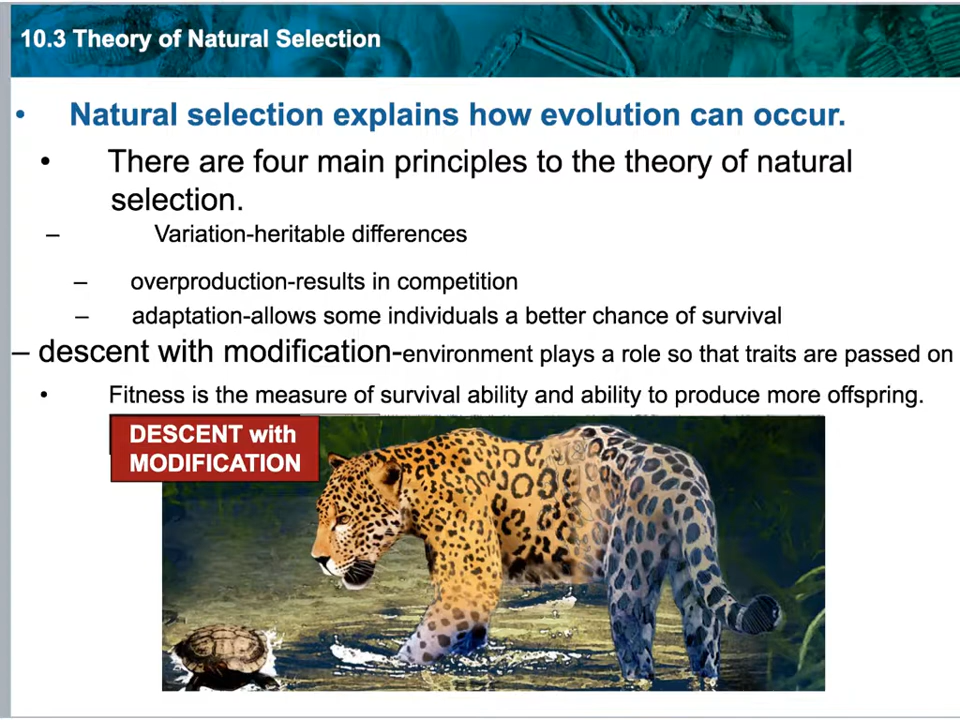 10.3 Theory of Natural Selection
• Natural selection explains how evolution can occur.
• There are four main principles to the theory of natural
selection.
– Variation-heritable differences
– overproduction-results in competition
– adaptation-allows some individuals a better chance of survival
– descent with modification-environment plays a role so that traits are passed on
• Fitness is the measure of survival ability and ability to produce more offspring.
DESCENT with
MODIFICATION